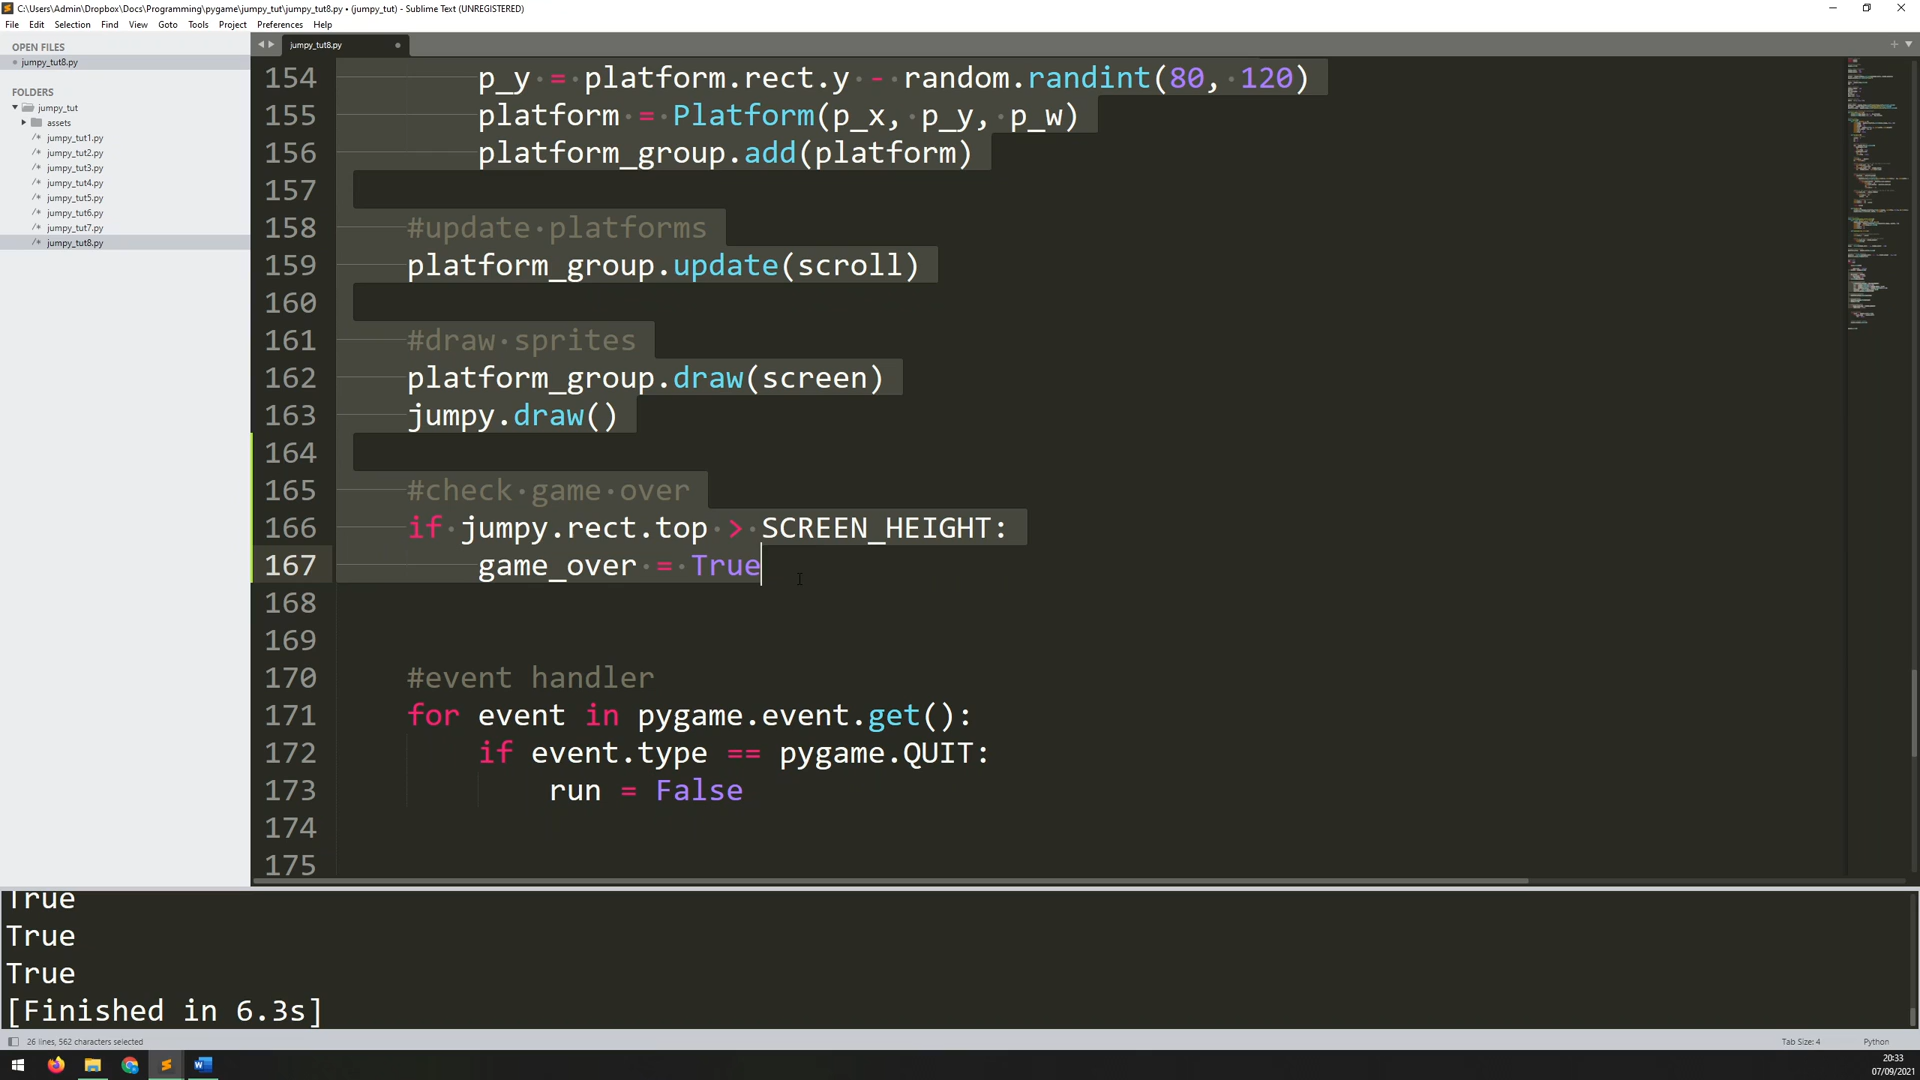 C:\Users\Admin\Dropbox\Docs\Programming\pygame\jumpy_tut\jumpy_tut8.py • (jumpy_tut) - Sublime Text (UNREGISTERED)
File Edit Selection Find View Goto Tools Project Preferences Help
OPEN FILES
jumpy_tut8.py
FOLDERS
jumpy_tut
assets
jumpy_tut1.py
jumpy_tut2.py
jumpy_tut3.py
jumpy_tut4.py
jumpy_tut5.py
jumpy_tut6.py
jumpy_tut7.py
jumpy_tut8.py
jumpy_tut8.py
154 p_y = platform.rect.y - random.randint(80, 120)
155 platform = Platform(p_x, p_y, p_w)
156 platform_group.add(platform)
157
158 #update platforms
159 platform_group.update(scroll)
160
161 #draw sprites
162 platform_group.draw(screen)
163 jumpy.draw()
164
165 #check game over
166 if jumpy.rect.top > SCREEN_HEIGHT:
167 game_over = True
168
169
170 #event handler
171 for event in pygame.event.get():
172 if event.type == pygame.QUIT:
173 run = False
174
175
True
True
True
[Finished in 6.3s]
26 lines, 562 characters selected
Tab Size: 4
Python
20:33
07/09/2021